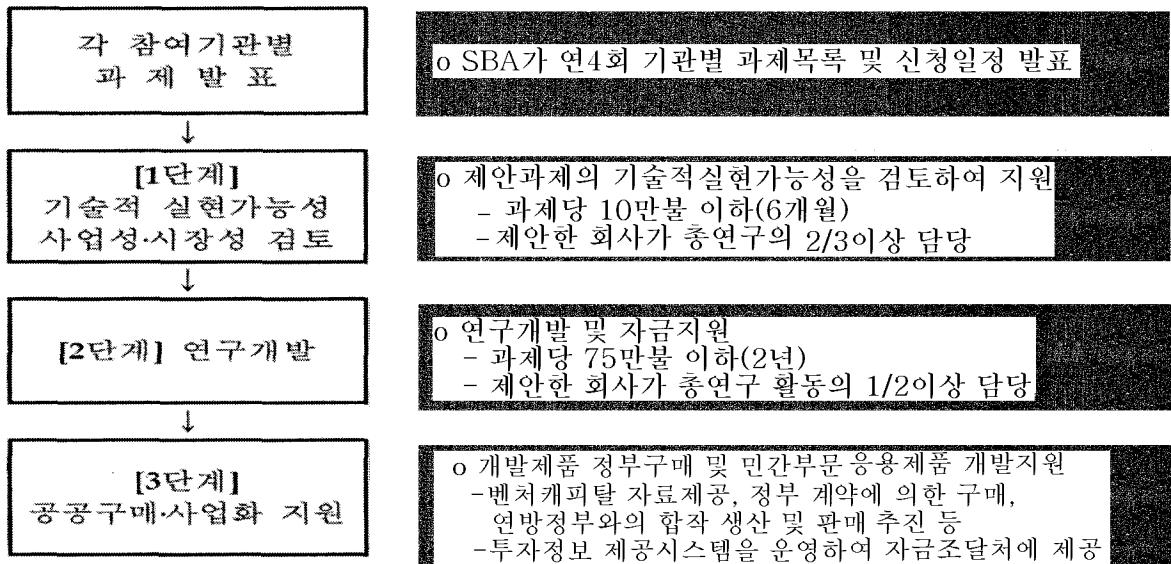 각 참여기관별
과 제 발 표
o SBA가 연4회 기관별 과제목록 및 신청일정 발표
↓
[1단계]
기술적 실현가능성
사업성·시장성 검토
o 제안과제의 기술적실현가능성을 검토하여 지원
- 과제당 10만불 이하(6개월)
-제안한 회사가 총연구의 2/3이상 담당
↓
[2단계] 연구개발
o 연구개발 및 자금지원
- 과제당 75만불 이하(2년)
- 제안한 회사가 총연구 활동의 1/2이상 담당
↓
[3단계]
공공구매·사업화 지원
o 개발제품 정부구매 및 민간부문 응용제품 개발지원
-벤처캐피탈 자료제공, 정부 계약에 의한 구매,
연방정부와의 합작 생산 및 판매 추진 등
-투자정보 제공시스템을 운영하여 자금조달처에 제공